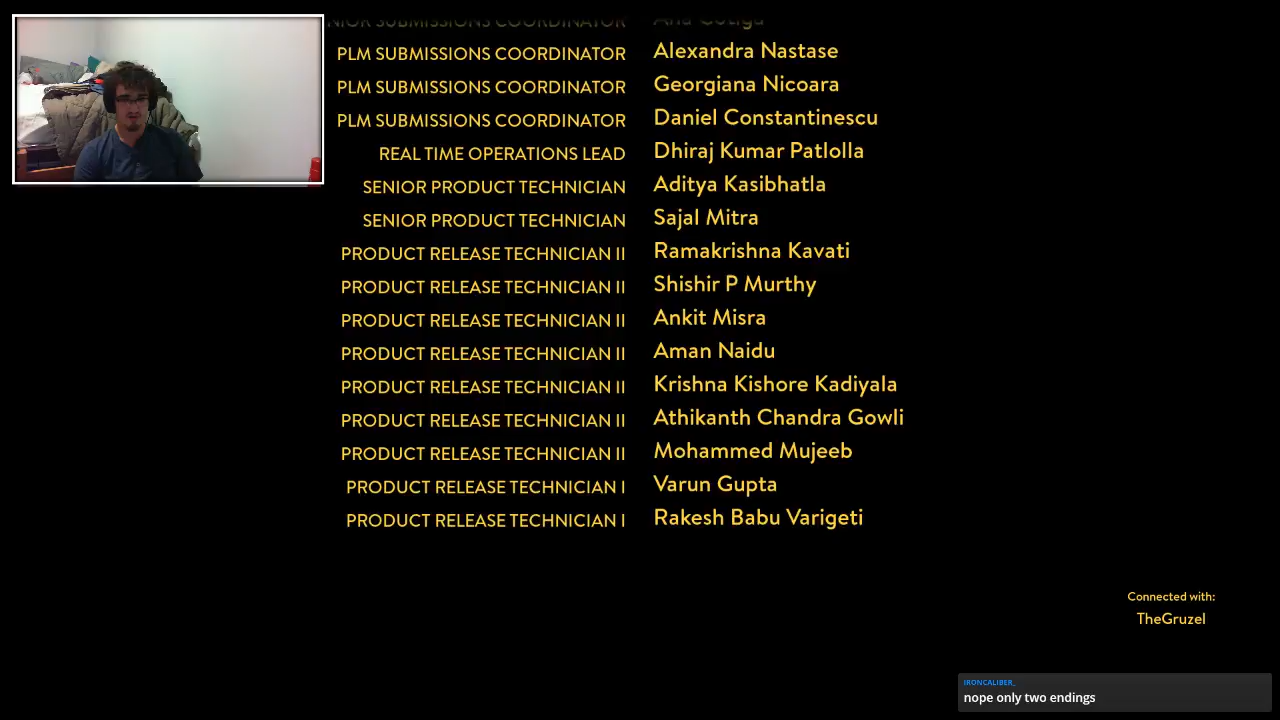 PLM SUBMISSIONS COORDINATOR Alexandra Nastase
PLM SUBMISSIONS COORDINATOR Georgiana Nicoara
PLM SUBMISSIONS COORDINATOR Daniel Constantinescu
REAL TIME OPERATIONS LEAD Dhiraj Kumar Patlolla
SENIOR PRODUCT TECHNICIAN Aditya Kasibhatla
SENIOR PRODUCT TECHNICIAN Sajal Mitra
PRODUCT RELEASE TECHNICIAN II Ramakrishna Kavati
PRODUCT RELEASE TECHNICIAN II Shishir P Murthy
PRODUCT RELEASE TECHNICIAN II Ankit Misra
PRODUCT RELEASE TECHNICIAN II Aman Naidu
PRODUCT RELEASE TECHNICIAN II Krishna Kishore Kadiyala
PRODUCT RELEASE TECHNICIAN II Athikanth Chandra Gowli
PRODUCT RELEASE TECHNICIAN II Mohammed Mujeeb
PRODUCT RELEASE TECHNICIAN I Varun Gupta
PRODUCT RELEASE TECHNICIAN I Rakesh Babu Varigeti
Connected with:
TheGruzel
IRONCALIBER_
nope only two endings